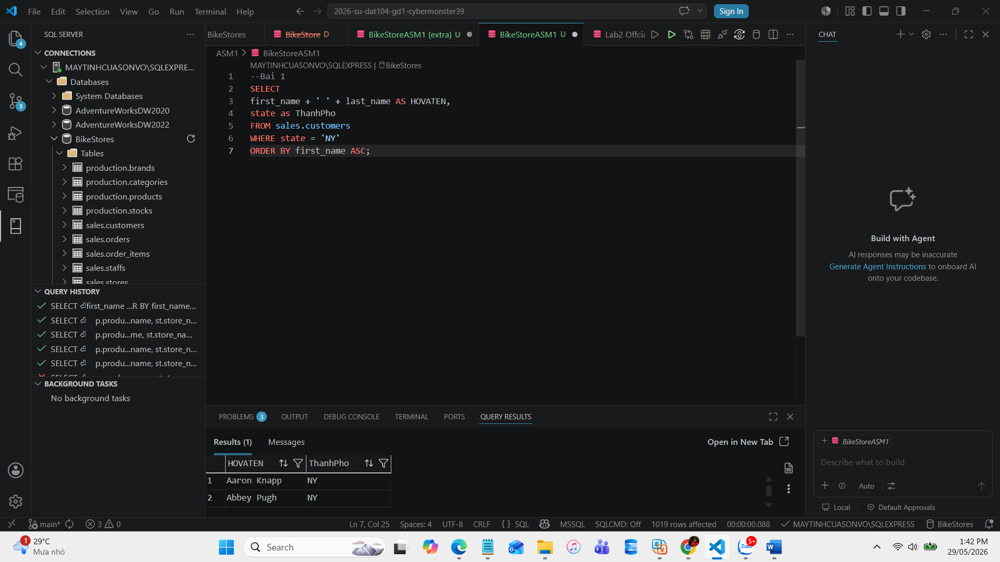 File Edit Selection View Go Run Terminal Help
2026-su-dat104-gd1-cybermonster39
Sign In
SQL SERVER
CONNECTIONS
MAYTINHCUASONVO\SQLEXPRE...
Databases
System Databases
AdventureWorksDW2020
AdventureWorksDW2022
BikeStores
Tables
production.brands
production.categories
production.products
production.stocks
sales.customers
sales.orders
sales.order_items
sales.staffs
sales.stores
QUERY HISTORY
SELECT ⏎first_name ...R BY first_name...
SELECT ⏎ p.produ...name, st.store_n...
SELECT ⏎ p.produ...me, st.store_na...
SELECT ⏎ p.produ...name, st.store_n...
SELECT ⏎ p.produ...name, st.store_n...
BACKGROUND TASKS
No background tasks
BikeStores
BikeStore D
BikeStoreASM1 (extra) U
BikeStoreASM1 U
Lab2 Offcia
ASM1 > BikeStoreASM1
MAYTINHCUASONVO\SQLEXPRESS | BikeStores
1 --Bai 1
2 SELECT
3 first_name + ' ' + last_name AS HOVATEN,
4 state as ThanhPho
5 FROM sales.customers
6 WHERE state = 'NY'
7 ORDER BY first_name ASC;
PROBLEMS 3 OUTPUT DEBUG CONSOLE TERMINAL PORTS QUERY RESULTS
Results (1) Messages
Open in New Tab
HOVATEN ThanhPho
1 Aaron Knapp NY
2 Abbey Pugh NY
CHAT
Build with Agent
AI responses may be inaccurate
Generate Agent Instructions to onboard AI
onto your codebase.
+ BikeStoreASM1
Describe what to build
Auto
Local Default Approvals
4
3
main* 3 0
Ln 7, Col 25 Spaces: 4 UTF-8 CRLF { } SQL MSSQL SQLCMD: Off 1019 rows affected 00:00:00.088 MAYTINHCUASONVO\SQLEXPRESS BikeStores
1
29°C
Mưa nhỏ
Search
Zalo
5+
1:42 PM
29/05/2026